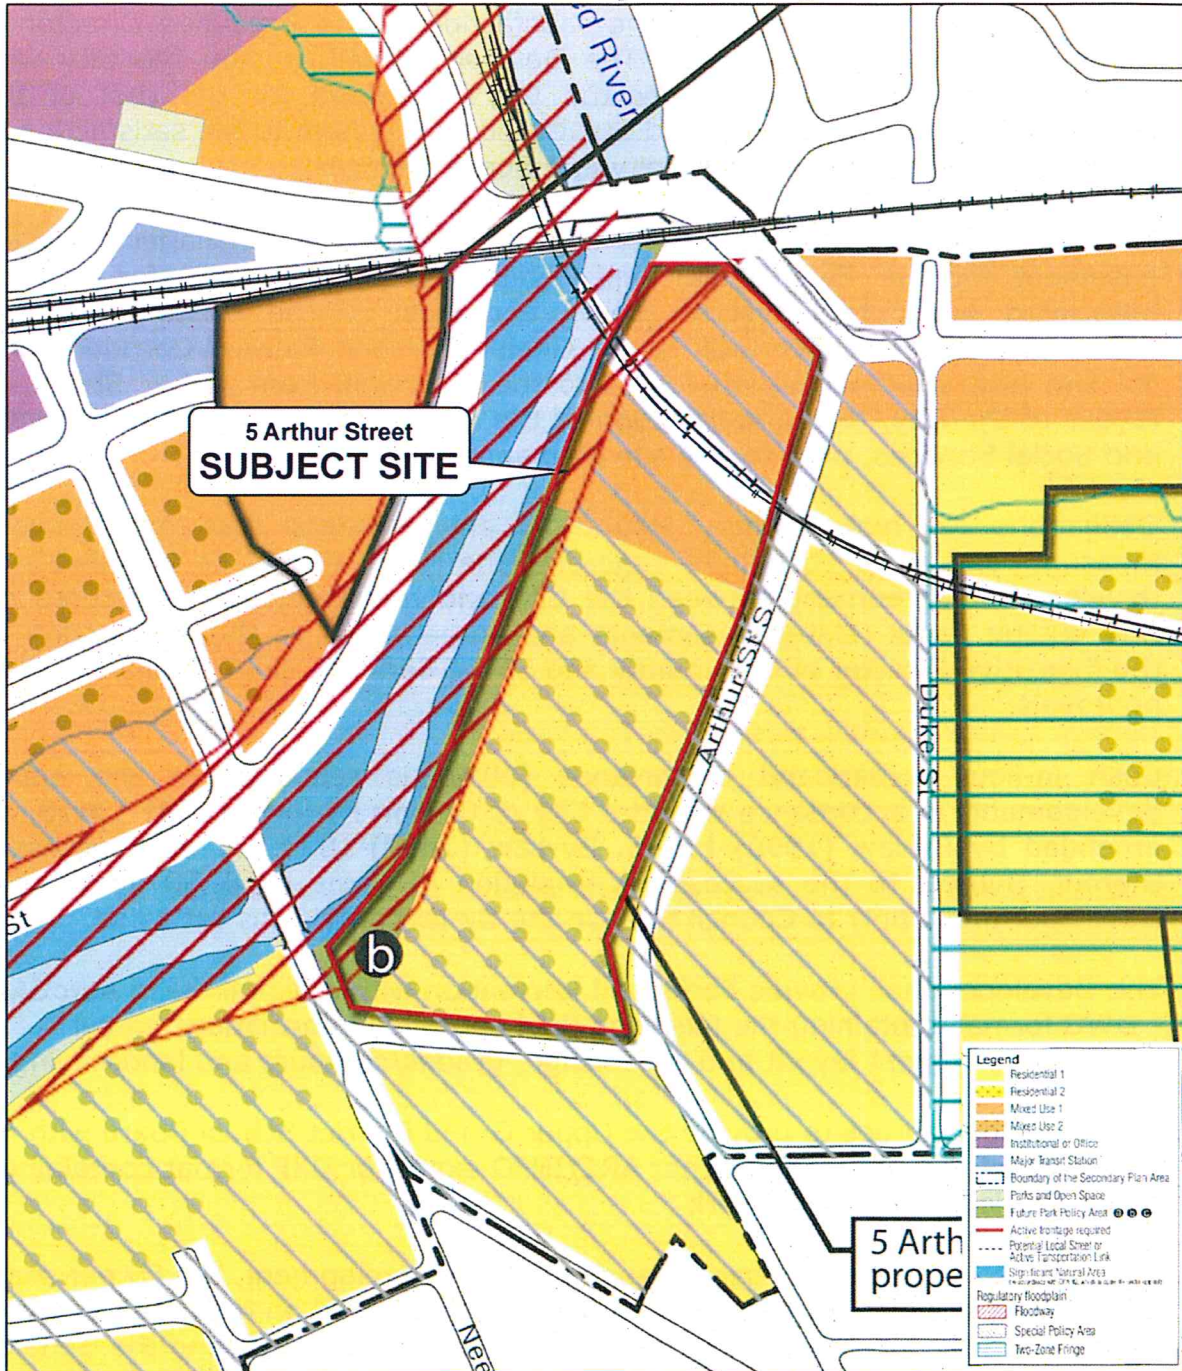 ed River
5 Arthur Street
SUBJECT SITE
Arthur St S
Duke St
St
b
5 Arth
prope
Nee
Legend
Residential 1
Residential 2
Mixed Use 1
Mixed Use 2
Institutional or Office
Major Transit Station
Boundary of the Secondary Plan Area
Parks and Open Space
Future Park Policy Area a b c
Active frontage required
Potential Local Street or
Active Transportation Link
Significant Natural Area
Regulatory floodplain
Floodway
Special Policy Area
Two-Zone Fringe